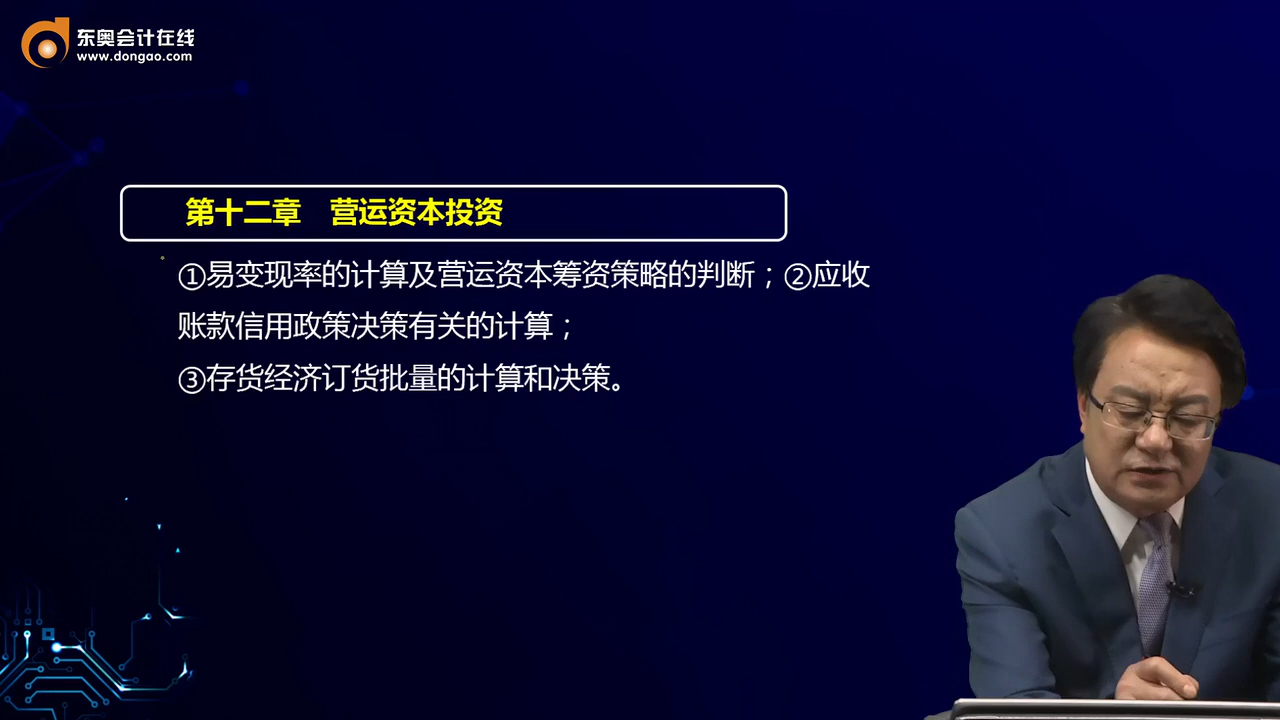 东奥会计在线
www.dongao.com
第十二章 营运资本投资
①易变现率的计算及营运资本筹资策略的判断；②应收
账款信用政策决策有关的计算；
③存货经济订货批量的计算和决策。